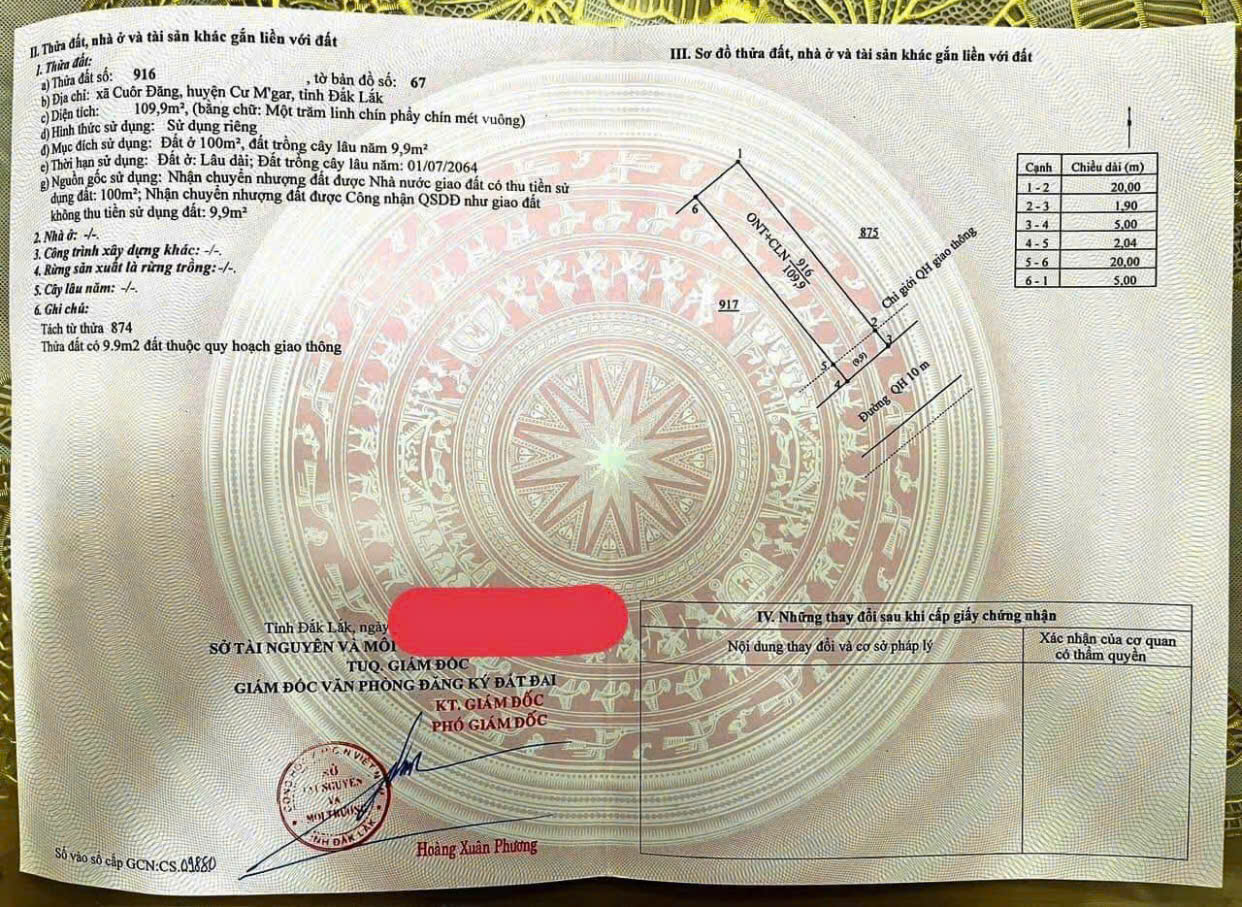 II. Thửa đất, nhà ở và tài sản khác gắn liền với đất
1. Thửa đất:
a) Thửa đất số: 916 , tờ bản đồ số: 67
b) Địa chỉ: xã Cuôr Đăng, huyện Cư M'gar, tỉnh Đắk Lắk
c) Diện tích: 109,9m², (bằng chữ: Một trăm linh chín phẩy chín mét vuông)
d) Hình thức sử dụng: Sử dụng riêng
đ) Mục đích sử dụng: Đất ở 100m², đất trồng cây lâu năm 9,9m²
e) Thời hạn sử dụng: Đất ở: Lâu dài; Đất trồng cây lâu năm: 01/07/2064
g) Nguồn gốc sử dụng: Nhận chuyển nhượng đất được Nhà nước giao đất có thu tiền sử
dụng đất: 100m²; Nhận chuyển nhượng đất được Công nhận QSDĐ như giao đất
không thu tiền sử dụng đất: 9,9m²
2. Nhà ở: -/-.
3. Công trình xây dựng khác: -/-.
4. Rừng sản xuất là rừng trồng: -/-.
5. Cây lâu năm: -/-.
6. Ghi chú:
Tách từ thửa 874
Thửa đất có 9.9m2 đất thuộc quy hoạch giao thông
Tỉnh Đắk Lắk, ngày
SỞ TÀI NGUYÊN VÀ MÔI
TUQ. GIÁM ĐỐC
GIÁM ĐỐC VĂN PHÒNG ĐĂNG KÝ ĐẤT ĐAI
KT. GIÁM ĐỐC
PHÓ GIÁM ĐỐC
SỞ
TÀI NGUYÊN
VÀ
MÔI TRƯỜNG
TỈNH ĐẮK LẮK
Hoàng Xuân Phương
Số vào sổ cấp GCN:CS.09880
III. Sơ đồ thửa đất, nhà ở và tài sản khác gắn liền với đất
1
6
ONT+CLN 916
109,9
875
917
Chỉ giới QH giao thông
2
3
5
4
(9,9)
Đường QH 10 m
Cạnh Chiều dài (m)
1 - 2 20,00
2 - 3 1,90
3 - 4 5,00
4 - 5 2,04
5 - 6 20,00
6 - 1 5,00
IV. Những thay đổi sau khi cấp giấy chứng nhận
Nội dung thay đổi và cơ sở pháp lý
Xác nhận của cơ quan
có thẩm quyền